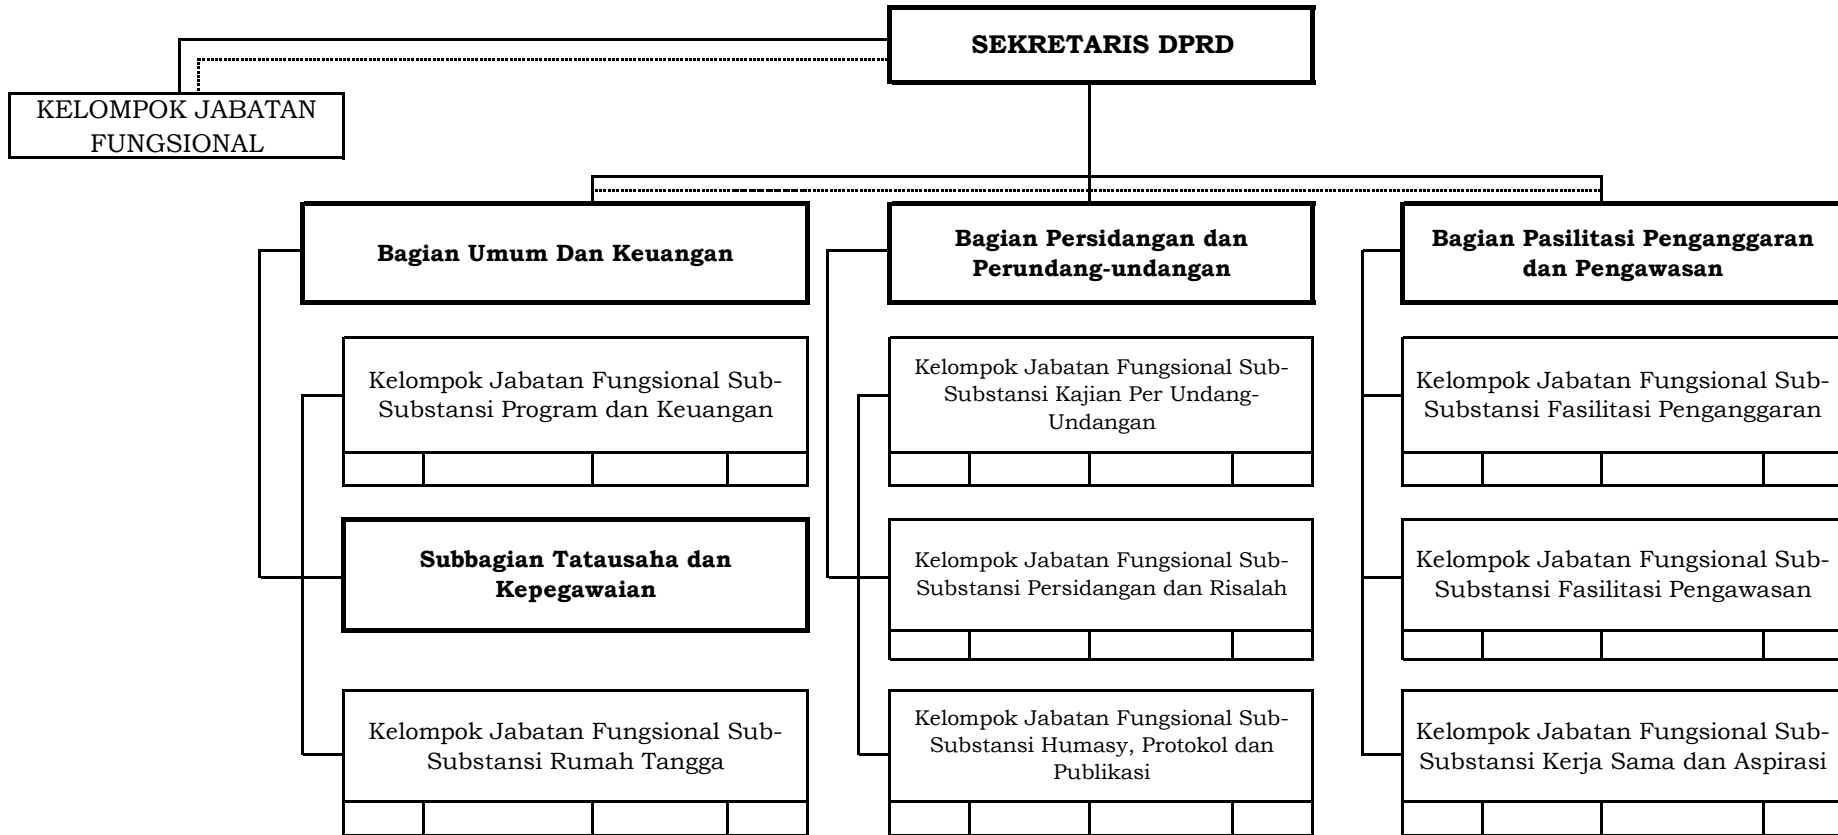 SEKRETARIS DPRD
KELOMPOK JABATAN
FUNGSIONAL
Bagian Umum Dan Keuangan
Bagian Persidangan dan
Perundang-undangan
Bagian Pasilitasi Penganggaran
dan Pengawasan
Kelompok Jabatan Fungsional Sub-
Substansi Program dan Keuangan
Kelompok Jabatan Fungsional Sub-
Substansi Kajian Per Undang-
Undangan
Kelompok Jabatan Fungsional Sub-
Substansi Fasilitasi Penganggaran
Subbagian Tatausaha dan
Kepegawaian
Kelompok Jabatan Fungsional Sub-
Substansi Persidangan dan Risalah
Kelompok Jabatan Fungsional Sub-
Substansi Fasilitasi Pengawasan
Kelompok Jabatan Fungsional Sub-
Substansi Rumah Tangga
Kelompok Jabatan Fungsional Sub-
Substansi Humasy, Protokol dan
Publikasi
Kelompok Jabatan Fungsional Sub-
Substansi Kerja Sama dan Aspirasi